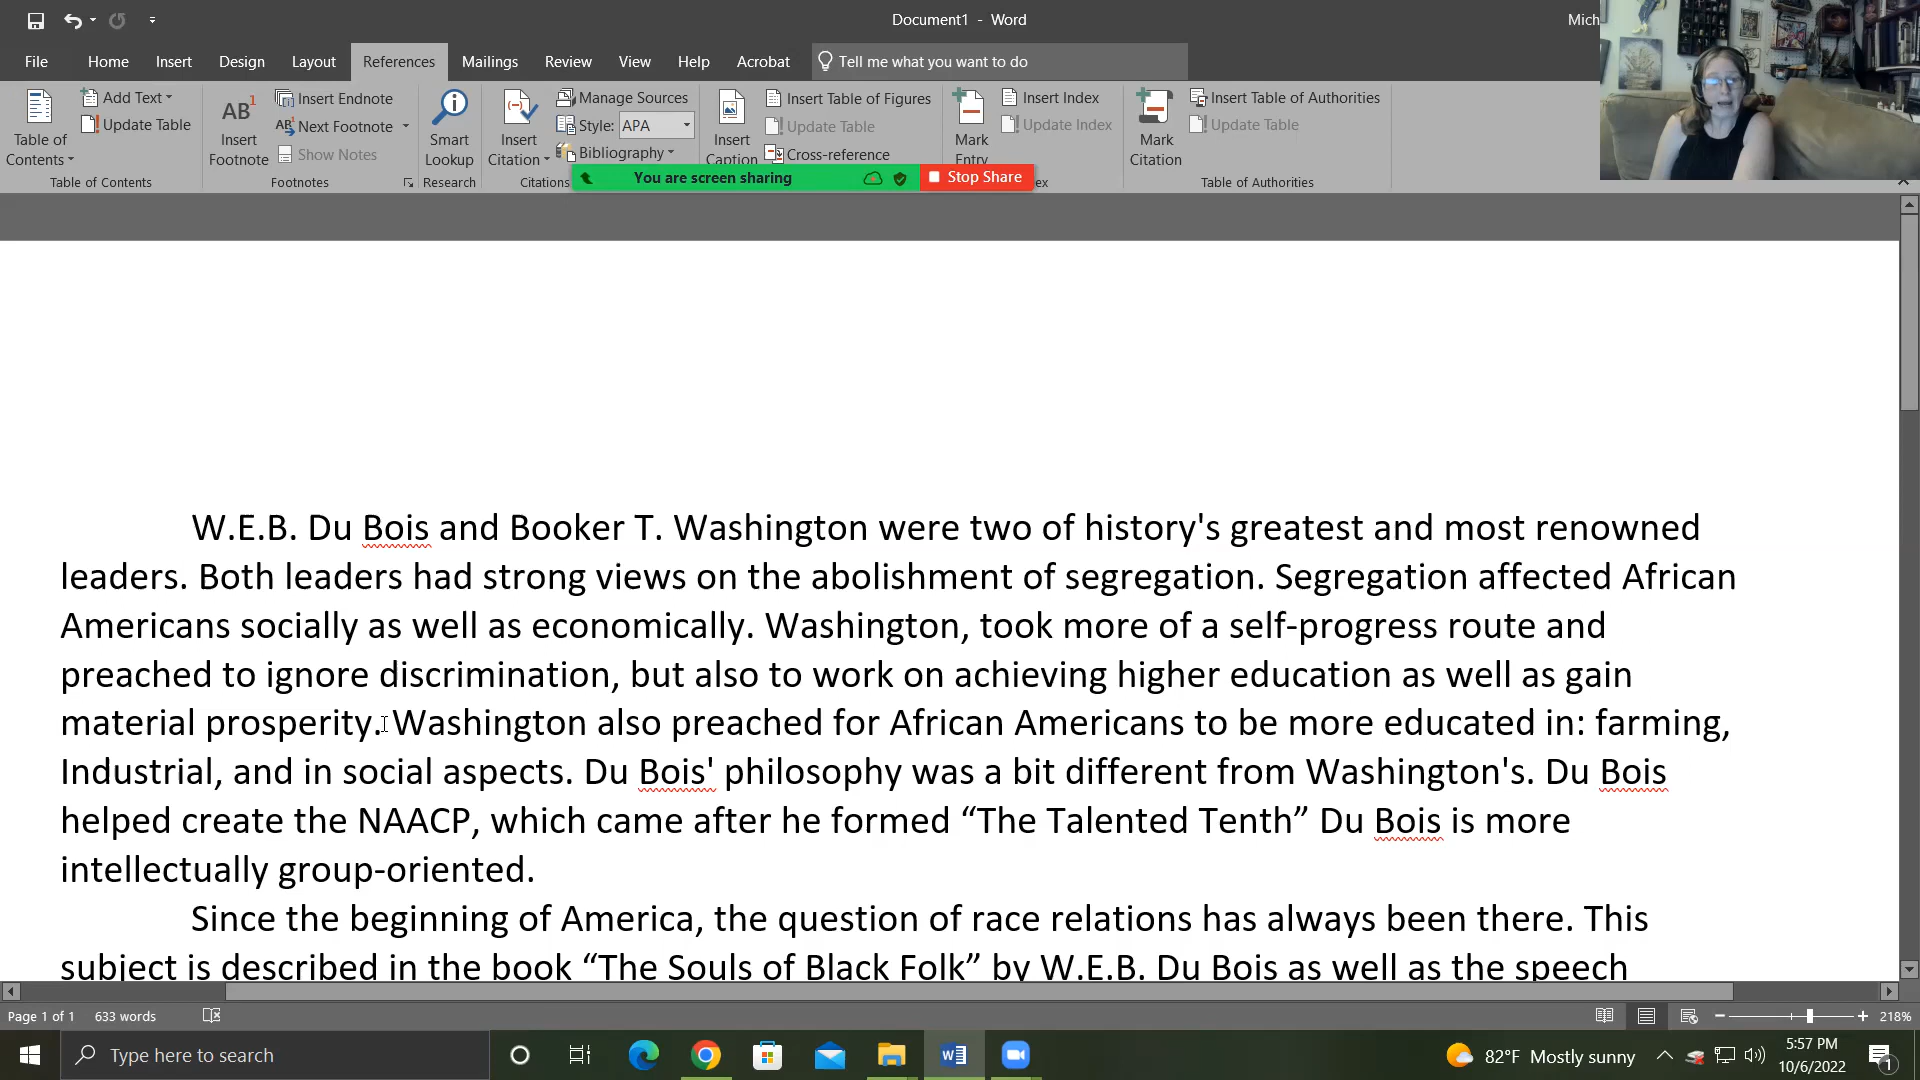 Document1 - Word
Mich
File Home Insert Design Layout References Mailings Review View Help Acrobat Tell me what you want to do
Table of Contents
Add Text
Update Table
Table of Contents
AB1
Insert Footnote
Insert Endnote
AB1 Next Footnote
Show Notes
Footnotes
Smart Lookup
Research
Insert Citation
Manage Sources
Style: APA
Bibliography
Citations
Insert Caption
Insert Table of Figures
Update Table
Cross-reference
Mark Entry
Insert Index
Update Index
ex
Mark Citation
Insert Table of Authorities
Update Table
Table of Authorities
You are screen sharing
Stop Share
W.E.B. Du Bois and Booker T. Washington were two of history's greatest and most renowned
leaders. Both leaders had strong views on the abolishment of segregation. Segregation affected African
Americans socially as well as economically. Washington, took more of a self-progress route and
preached to ignore discrimination, but also to work on achieving higher education as well as gain
material prosperity. Washington also preached for African Americans to be more educated in: farming,
Industrial, and in social aspects. Du Bois' philosophy was a bit different from Washington's. Du Bois
helped create the NAACP, which came after he formed “The Talented Tenth” Du Bois is more
intellectually group-oriented.
Since the beginning of America, the question of race relations has always been there. This
subject is described in the book “The Souls of Black Folk” by W.E.B. Du Bois as well as the speech
Page 1 of 1 633 words
218%
Type here to search
82°F Mostly sunny
5:57 PM
10/6/2022
1